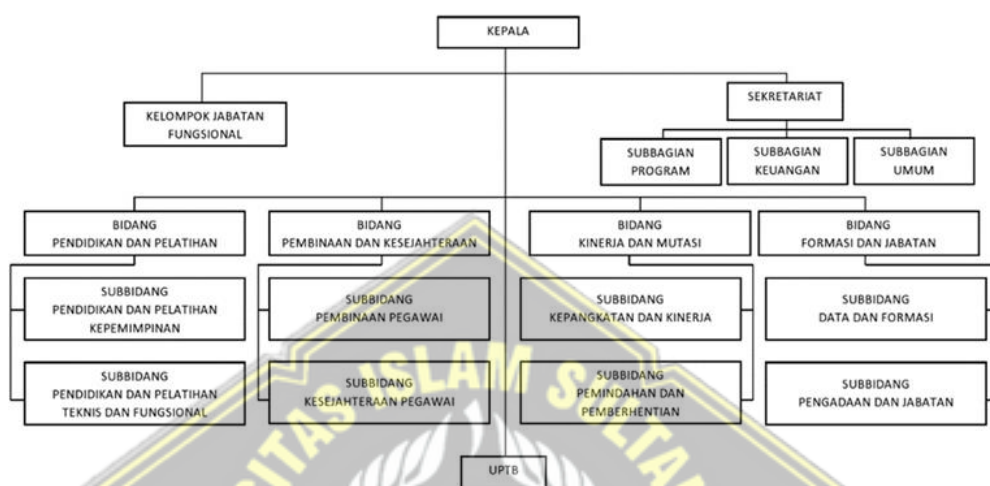 KEPALA
KELOMPOK JABATAN
FUNGSIONAL
SEKRETARIAT
SUBBAGIAN
PROGRAM
SUBBAGIAN
KEUANGAN
SUBBAGIAN
UMUM
BIDANG
PENDIDIKAN DAN PELATIHAN
BIDANG
PEMBINAAN DAN KESEJAHTERAAN
BIDANG
KINERJA DAN MUTASI
BIDANG
FORMASI DAN JABATAN
SUBBIDANG
PENDIDIKAN DAN PELATIHAN
KEPEMIMPINAN
SUBBIDANG
PEMBINAAN PEGAWAI
SUBBIDANG
KEPANGKATAN DAN KINERJA
SUBBIDANG
DATA DAN FORMASI
SUBBIDANG
PENDIDIKAN DAN PELATIHAN
TEKNIS DAN FUNGSIONAL
SUBBIDANG
KESEJAHTERAAN PEGAWAI
SUBBIDANG
PEMINDAHAN DAN
PEMBERHENTIAN
SUBBIDANG
PENGADAAN DAN JABATAN
UPTB
ISLAM